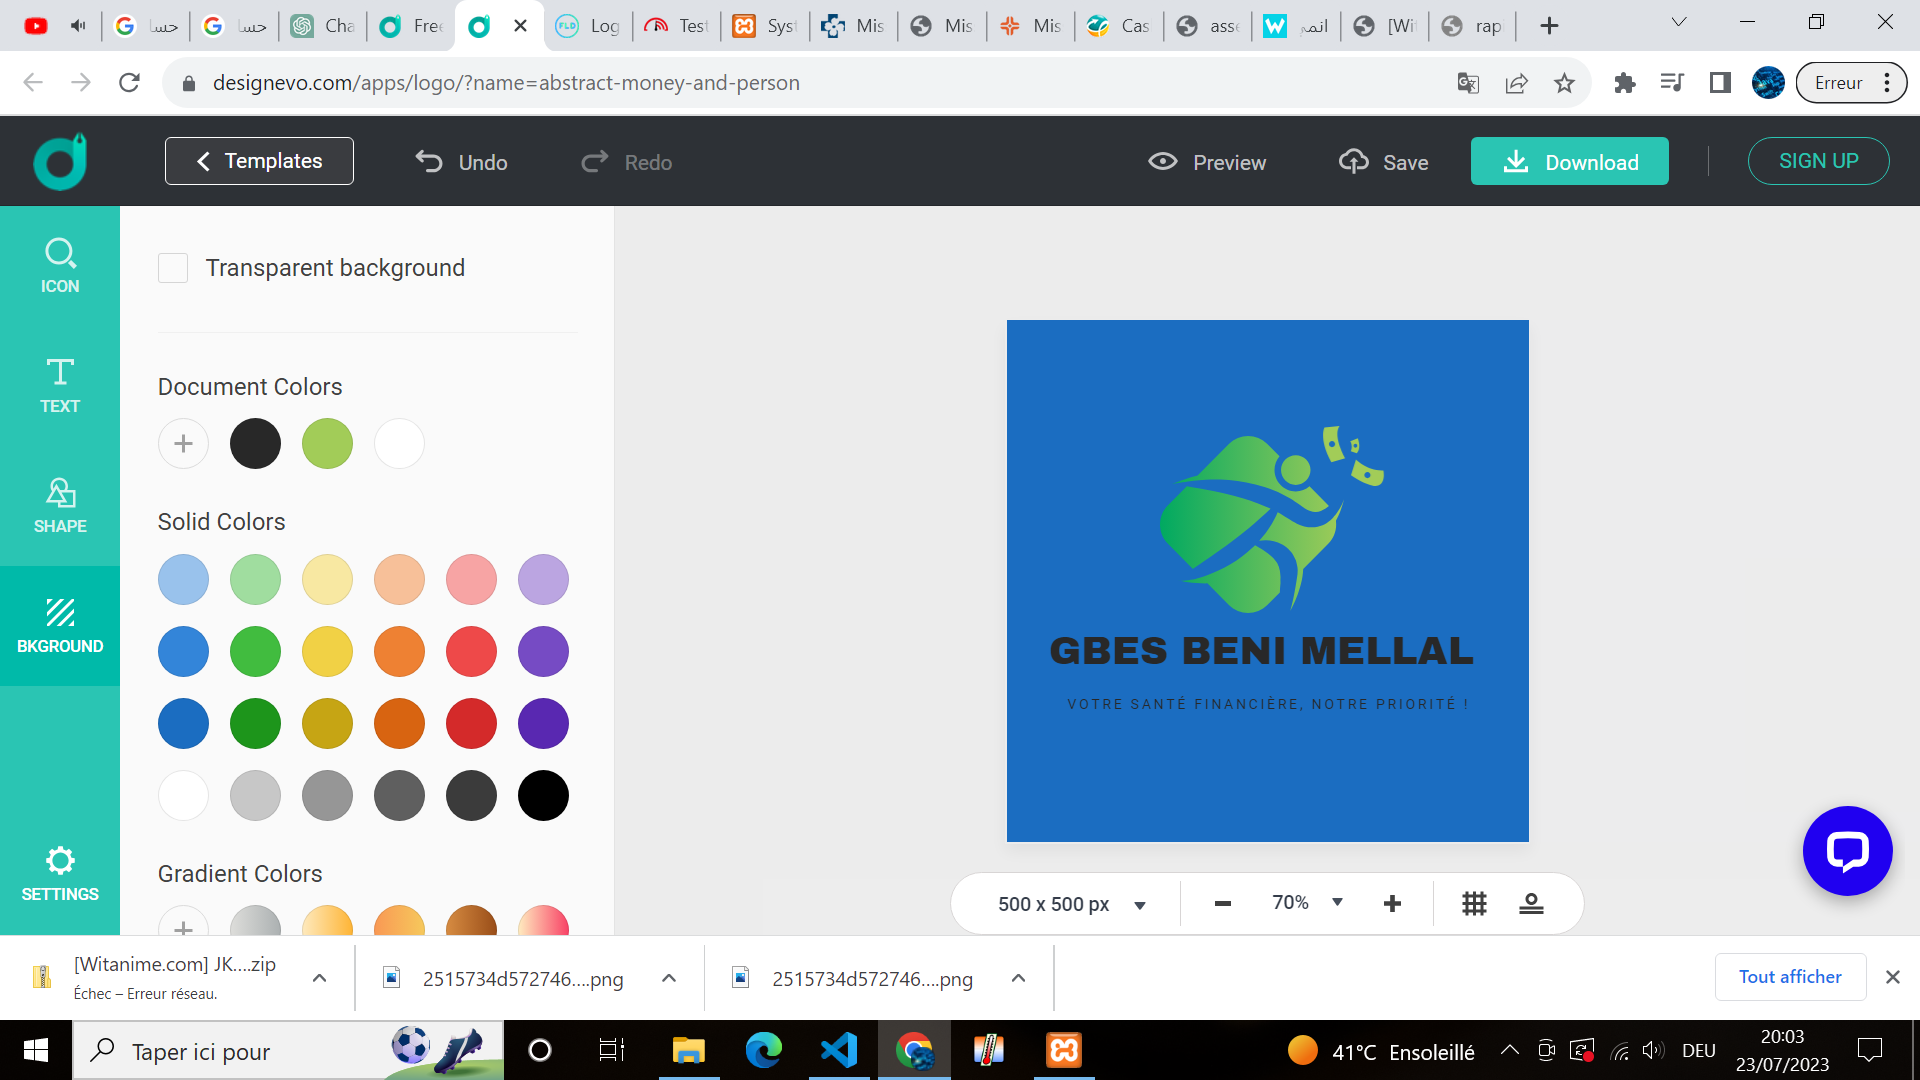 حسا
حسا
Cha
Free
Log
Test
Syst
Mis
Mis
Mis
Cas
asse
انمي
[Wit
rap
designevo.com/apps/logo/?name=abstract-money-and-person
Erreur
Templates
Undo
Redo
Preview
Save
Download
SIGN UP
ICON
TEXT
SHAPE
BKGROUND
SETTINGS
Transparent background
Document Colors
Solid Colors
Gradient Colors
GBES BENI MELLAL
VOTRE SANTÉ FINANCIÈRE, NOTRE PRIORITÉ !
500 x 500 px
70%
[Witanime.com] JK....zip
Échec – Erreur réseau.
2515734d572746....png
2515734d572746....png
Tout afficher
Taper ici pour
41°C Ensoleillé
DEU
20:03
23/07/2023